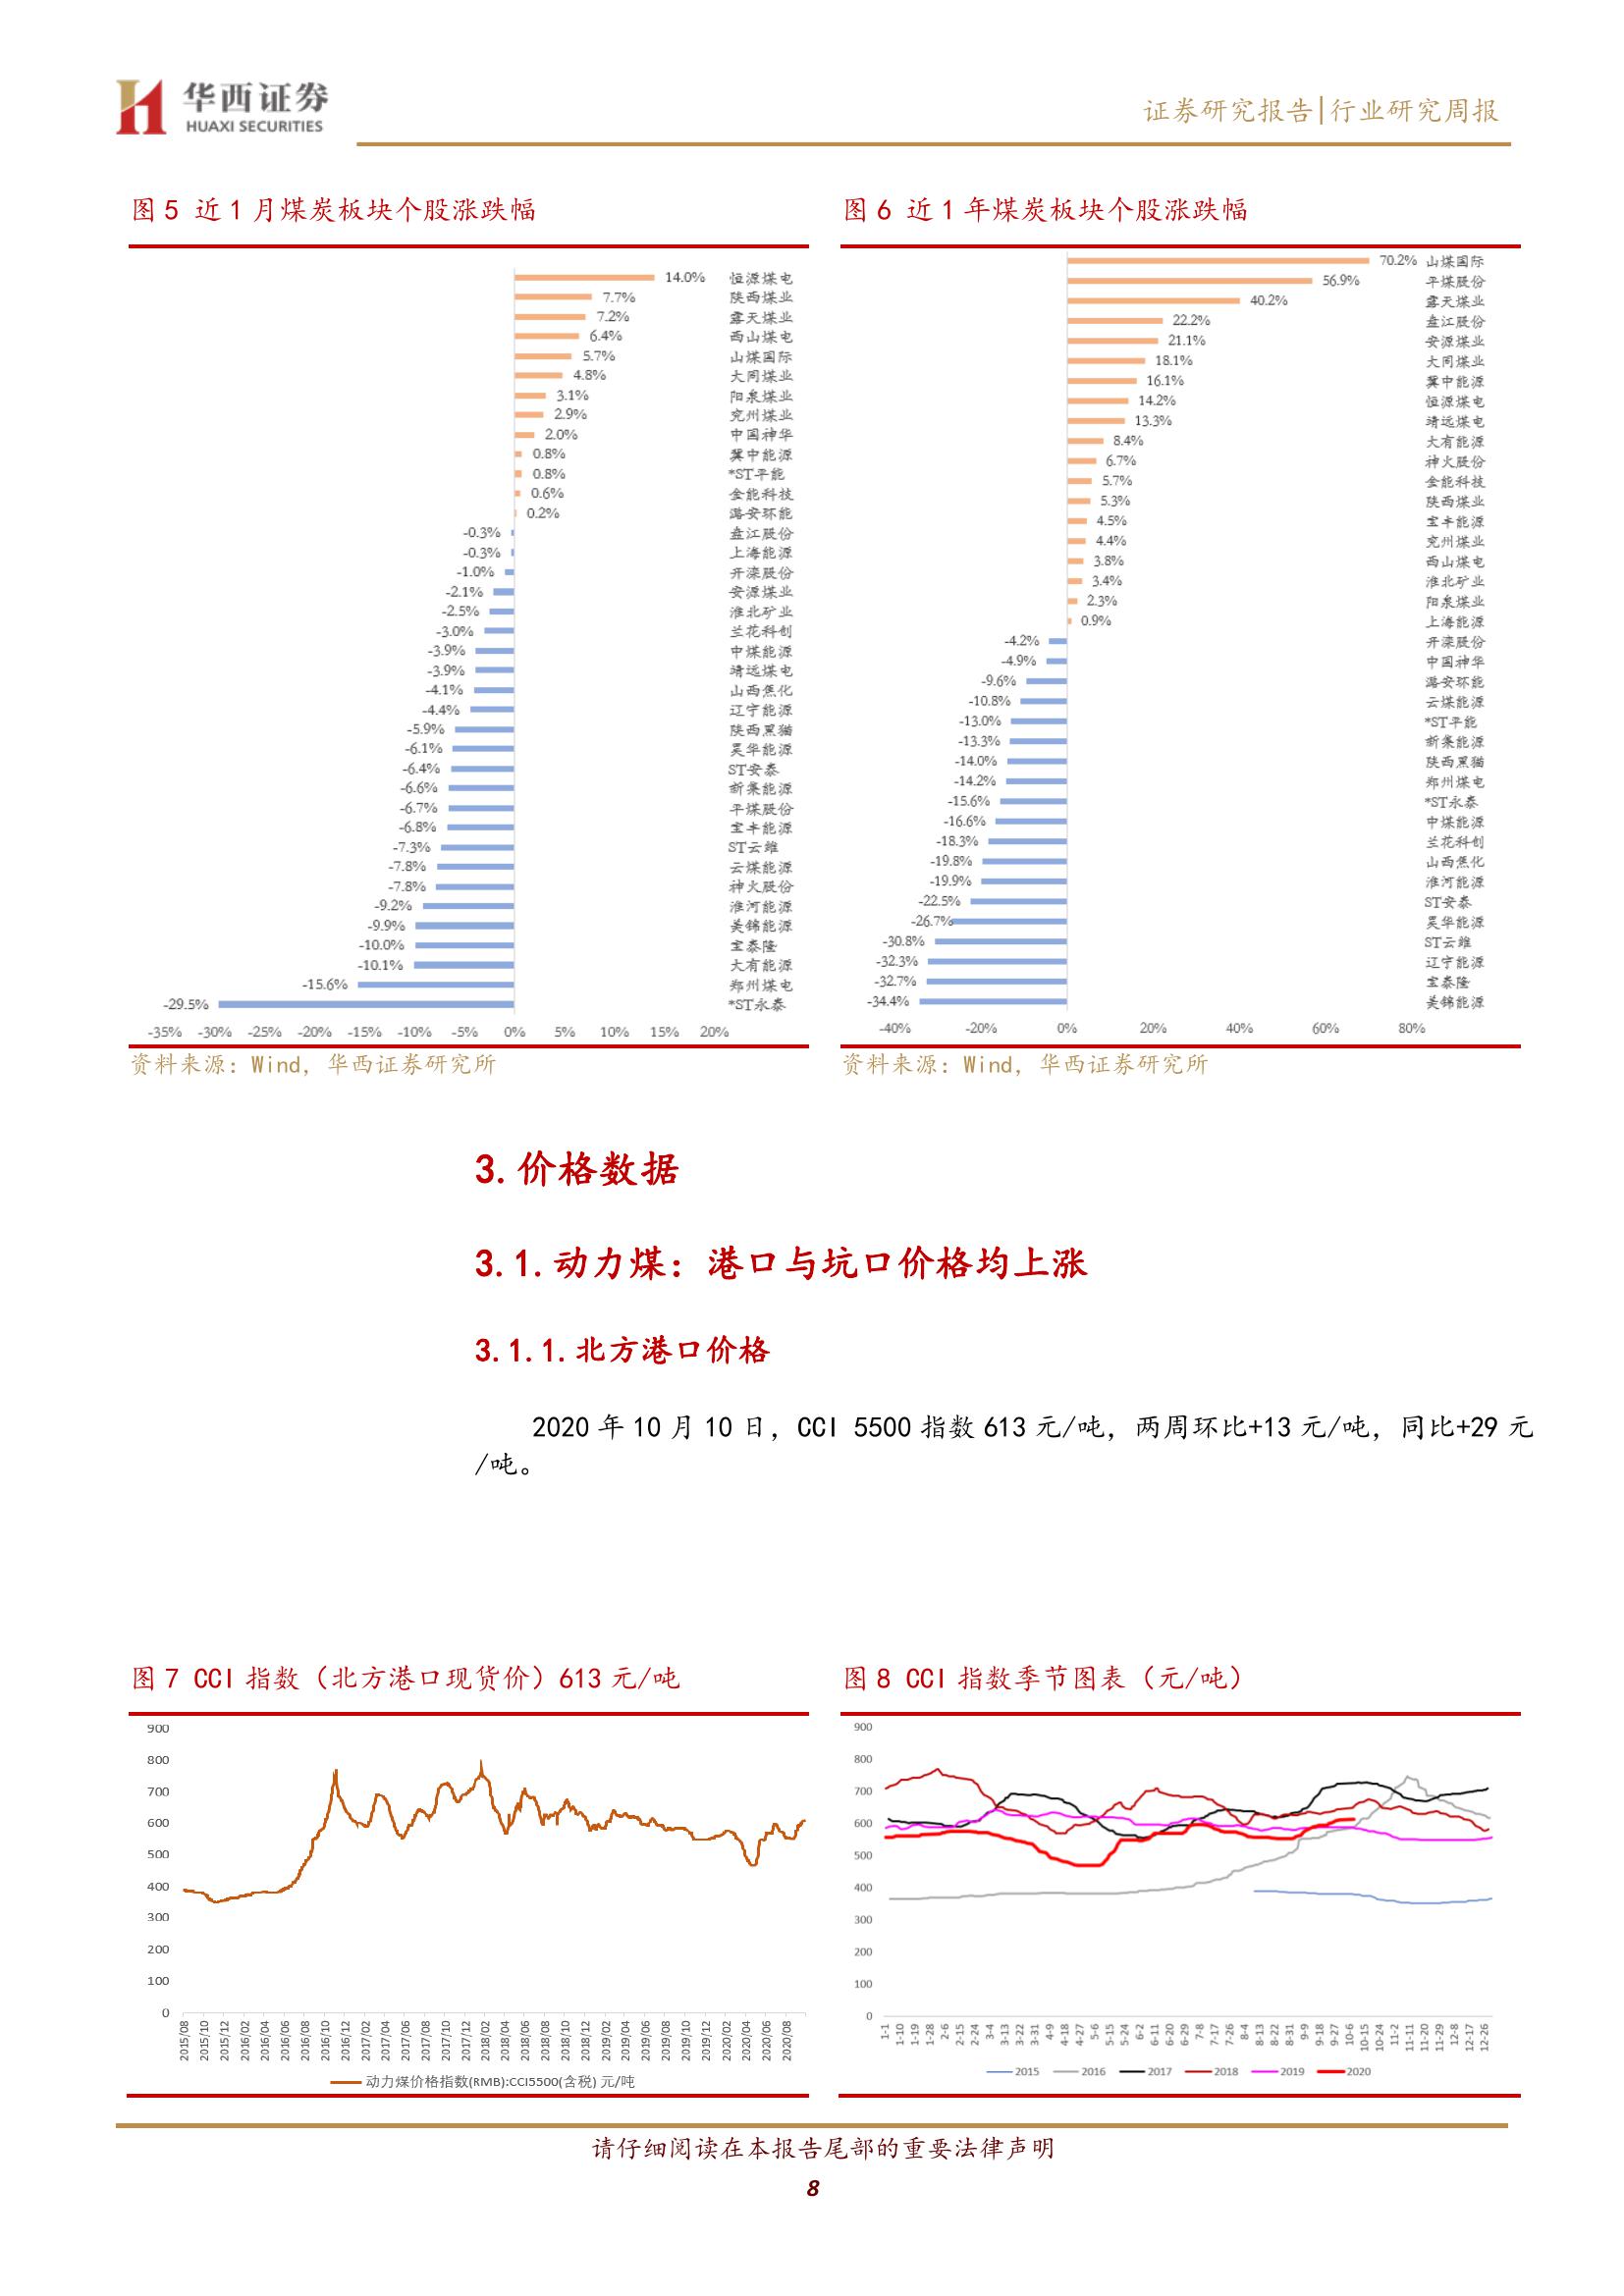 华西证券
HUAXI SECURITIES
证券研究报告|行业研究周报
图 5 近 1 月煤炭板块个股涨跌幅
14.0% 恒源煤电
7.7% 陕西煤业
7.2% 露天煤业
6.4% 西山煤电
5.7% 山煤国际
4.8% 大同煤业
3.1% 阳泉煤业
2.9% 兖州煤业
2.0% 中国神华
0.8% 冀中能源
0.8% *ST平能
0.6% 金能科技
0.2% 潞安环能
-0.3% 盘江股份
-0.3% 上海能源
-1.0% 开滦股份
-2.1% 安源煤业
-2.5% 淮北矿业
-3.0% 兰花科创
-3.9% 中煤能源
-3.9% 靖远煤电
-4.1% 山西焦化
-4.4% 辽宁能源
-5.9% 陕西黑猫
-6.1% 昊华能源
-6.4% ST安泰
-6.6% 新集能源
-6.7% 平煤股份
-6.8% 宝丰能源
-7.3% ST云维
-7.8% 云煤能源
-7.8% 神火股份
-9.2% 淮河能源
-9.9% 美锦能源
-10.0% 宝泰隆
-10.1% 大有能源
-15.6% 郑州煤电
-29.5% *ST永泰
-35% -30% -25% -20% -15% -10% -5% 0% 5% 10% 15% 20%
资料来源：Wind, 华西证券研究所
图 6 近 1 年煤炭板块个股涨跌幅
70.2% 山煤国际
56.9% 平煤股份
40.2% 露天煤业
22.2% 盘江股份
21.1% 安源煤业
18.1% 大同煤业
16.1% 冀中能源
14.2% 恒源煤电
13.3% 靖远煤电
8.4% 大有能源
6.7% 神火股份
5.7% 金能科技
5.3% 陕西煤业
4.5% 宝丰能源
4.4% 兖州煤业
3.8% 西山煤电
3.4% 淮北矿业
2.3% 阳泉煤业
0.9% 上海能源
-4.2% 开滦股份
-4.9% 中国神华
-9.6% 潞安环能
-10.8% 云煤能源
-13.0% *ST平能
-13.3% 新集能源
-14.0% 陕西黑猫
-14.2% 郑州煤电
-15.6% *ST永泰
-16.6% 中煤能源
-18.3% 兰花科创
-19.8% 山西焦化
-19.9% 淮河能源
-22.5% ST安泰
-26.7% 昊华能源
-30.8% ST云维
-32.3% 辽宁能源
-32.7% 宝泰隆
-34.4% 美锦能源
-40% -20% 0% 20% 40% 60% 80%
资料来源：Wind, 华西证券研究所
3.价格数据
3.1.动力煤：港口与坑口价格均上涨
3.1.1.北方港口价格
2020 年 10 月 10 日，CCI 5500 指数 613 元/吨，两周环比+13 元/吨，同比+29 元
/吨。
图 7 CCI 指数（北方港口现货价）613 元/吨
900
800
700
600
500
400
300
200
100
0
2015/08 2015/10 2015/12 2016/02 2016/04 2016/06 2016/08 2016/10 2016/12 2017/02 2017/04 2017/06 2017/08 2017/10 2017/12 2018/02 2018/04 2018/06 2018/08 2018/10 2018/12 2019/02 2019/04 2019/06 2019/08 2019/10 2019/12 2020/02 2020/04 2020/06 2020/08
动力煤价格指数(RMB):CCI5500(含税) 元/吨
图 8 CCI 指数季节图表（元/吨）
900
800
700
600
500
400
300
200
100
0
1-1 1-10 1-19 1-28 2-6 2-15 2-24 3-4 3-13 3-22 3-31 4-9 4-18 4-27 5-6 5-15 5-24 6-2 6-11 6-20 6-29 7-8 7-17 7-26 8-4 8-13 8-22 8-31 9-9 9-18 9-27 10-6 10-15 10-24 11-2 11-11 11-20 11-29 12-8 12-17 12-26
2015 2016 2017 2018 2019 2020
请仔细阅读在本报告尾部的重要法律声明
8